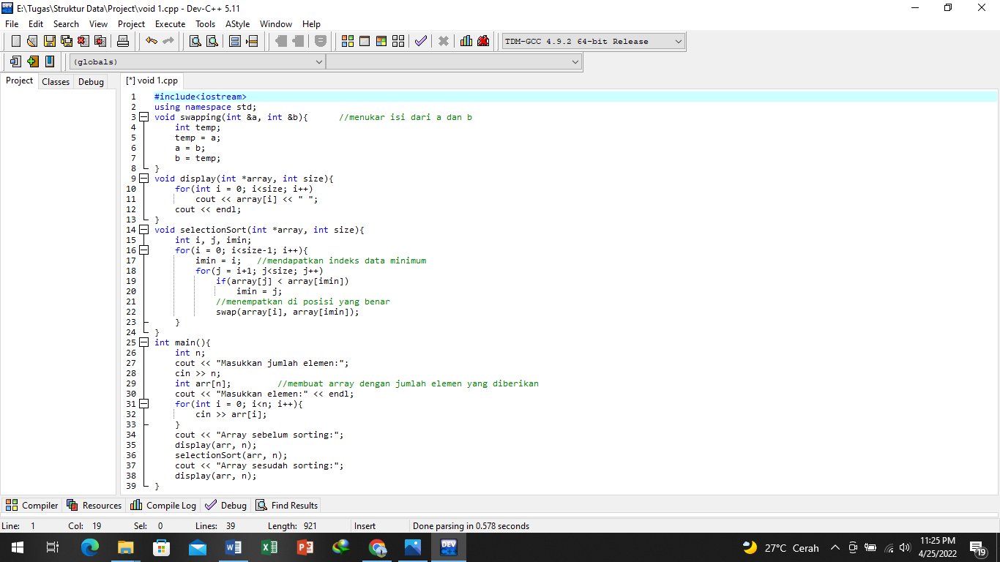 E:\Tugas\Struktur Data\Project\void 1.cpp - Dev-C++ 5.11
File Edit Search View Project Execute Tools AStyle Window Help
TDM-GCC 4.9.2 64-bit Release
(globals)
Project Classes Debug
[*] void 1.cpp
1 #include<iostream>
2 using namespace std;
3 void swapping(int &a, int &b){ //menukar isi dari a dan b
4 int temp;
5 temp = a;
6 a = b;
7 b = temp;
8 }
9 void display(int *array, int size){
10 for(int i = 0; i<size; i++)
11 cout << array[i] << " ";
12 cout << endl;
13 }
14 void selectionSort(int *array, int size){
15 int i, j, imin;
16 for(i = 0; i<size-1; i++){
17 imin = i; //mendapatkan indeks data minimum
18 for(j = i+1; j<size; j++)
19 if(array[j] < array[imin])
20 imin = j;
21 //menempatkan di posisi yang benar
22 swap(array[i], array[imin]);
23 }
24 }
25 int main(){
26 int n;
27 cout << "Masukkan jumlah elemen:";
28 cin >> n;
29 int arr[n]; //membuat array dengan jumlah elemen yang diberikan
30 cout << "Masukkan elemen:" << endl;
31 for(int i = 0; i<n; i++){
32 cin >> arr[i];
33 }
34 cout << "Array sebelum sorting:";
35 display(arr, n);
36 selectionSort(arr, n);
37 cout << "Array sesudah sorting:";
38 display(arr, n);
39 }
Compiler Resources Compile Log Debug Find Results
Line: 1 Col: 19 Sel: 0 Lines: 39 Length: 921 Insert Done parsing in 0.578 seconds
27°C Cerah
11:25 PM
4/25/2022
19